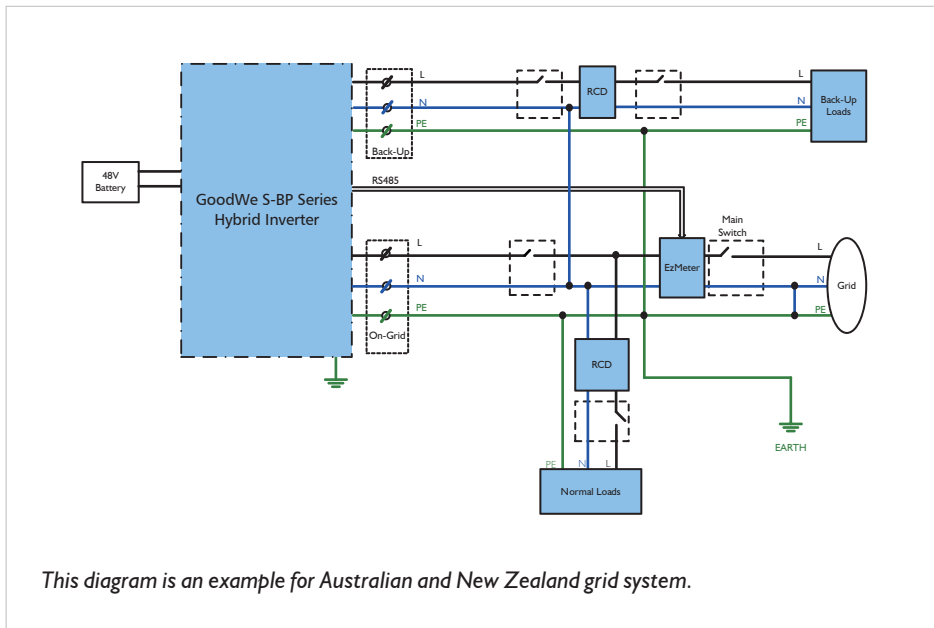 L
N
PE
Back-Up
RCD
L
N
PE
Back-Up
Loads
48V
Battery
GoodWe S-BP Series
Hybrid Inverter
RS485
L
N
PE
On-Grid
EzMeter
Main
Switch
L
N
PE
Grid
RCD
EARTH
PE
N
L
Normal Loads
This diagram is an example for Australian and New Zealand grid system.